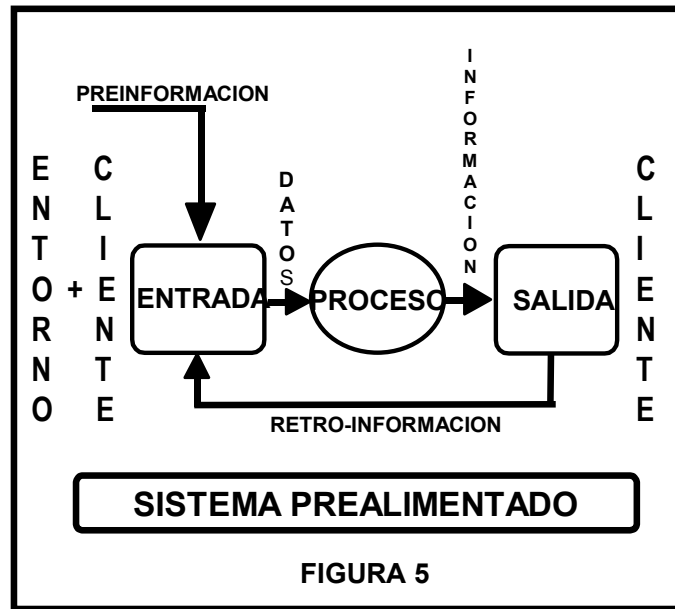 PREINFORMACION
ENTORNO
+
CLIENTE
ENTRADA
DATOS
PROCESO
INFORMACION
SALIDA
CLIENTE
RETRO-INFORMACION
SISTEMA PREALIMENTADO
FIGURA 5